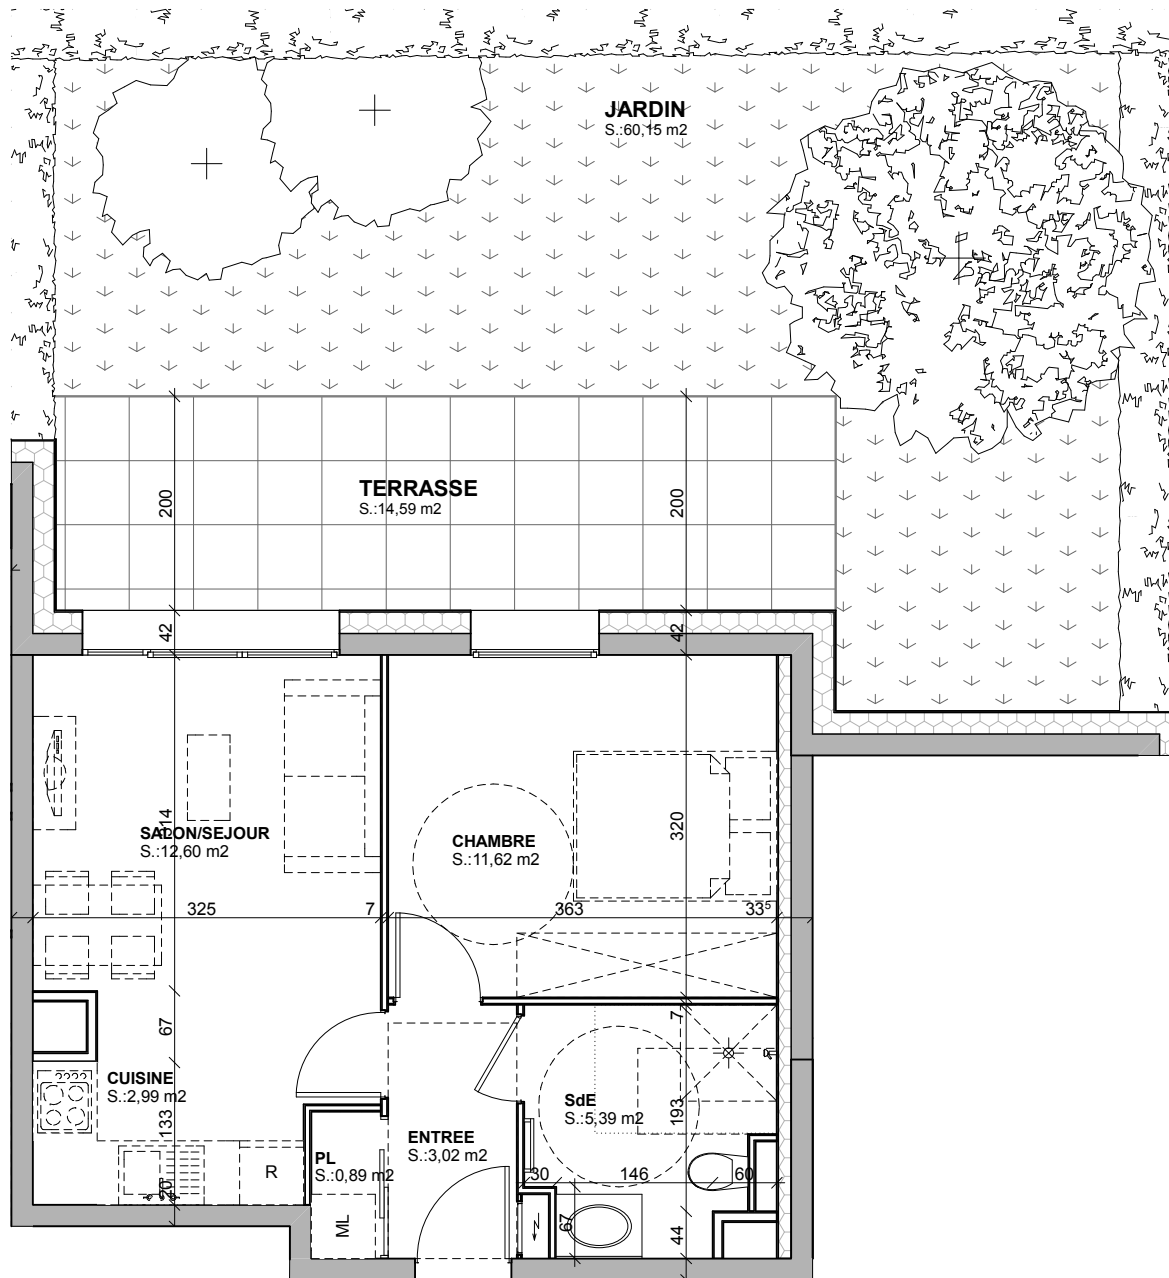 JARDIN
S.:60,15 m2
TERRASSE
S.:14,59 m2
200
200
42
42
SALON/SEJOUR
S.:12,60 m2
CHAMBRE
S.:11,62 m2
320
325
7
363
33⁵
67
7
CUISINE
S.:2,99 m2
133
20
R
PL
S.:0,89 m2
ML
ENTREE
S.:3,02 m2
SdE
S.:5,39 m2
193
30
146
60
67
44